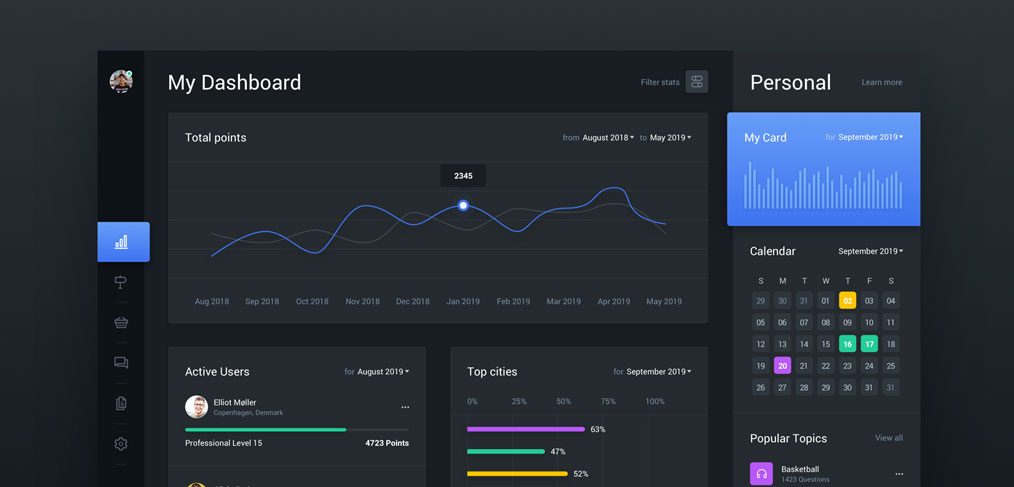 My Dashboard
Filter stats
Total points
from August 2018 to May 2019
2345
Aug 2018 Sep 2018 Oct 2018 Nov 2018 Dec 2018 Jan 2019 Feb 2019 Mar 2019 Apr 2019 May 2019
Active Users
for August 2019
Elliot Møller
Copenhagen, Denmark
Professional Level 15 4723 Points
Top cities
for September 2019
0% 25% 50% 75% 100%
63%
47%
52%
Personal
Learn more
My Card
for September 2019
Calendar
September 2019
S M T W T F S
29 30 31 01 02 03 04
05 06 07 08 09 10 11
12 13 14 15 16 17 18
19 20 21 22 23 24 25
26 27 28 29 30 31 31
Popular Topics
View all
Basketball
1423 Questions